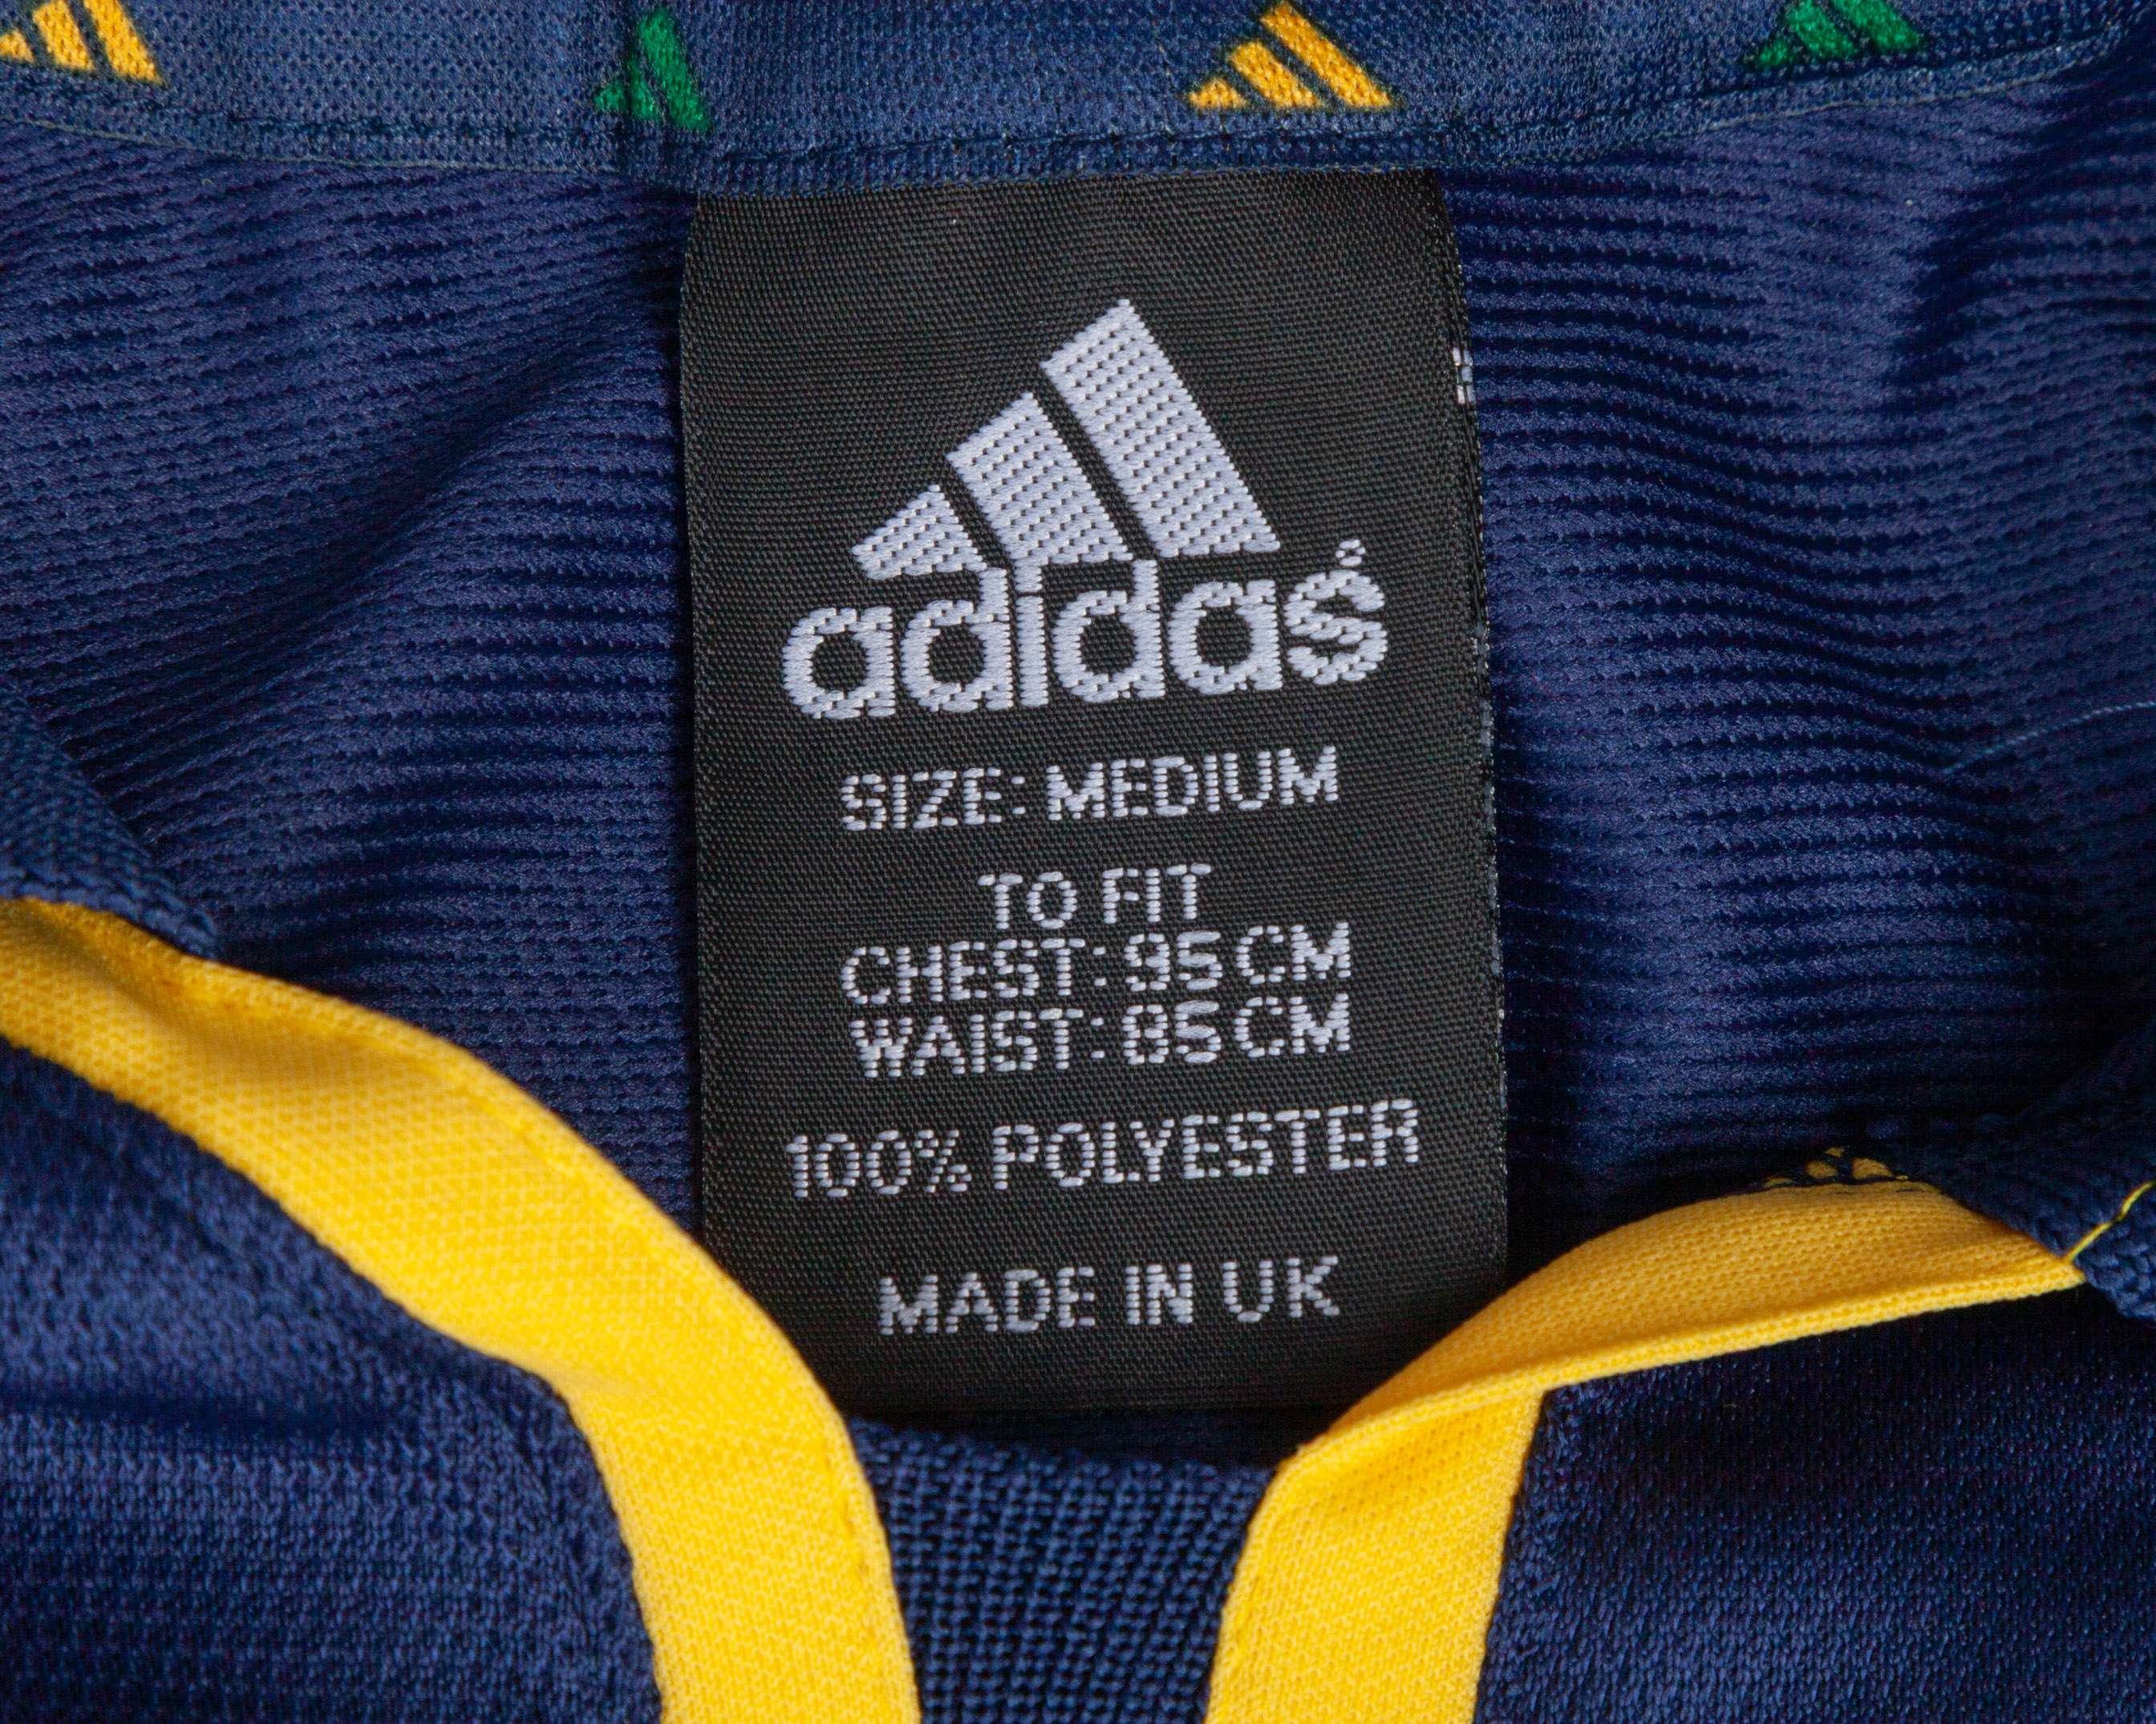 adidas
SIZE: MEDIUM
TO FIT
CHEST: 95 CM
WAIST: 85 CM
100% POLYESTER
MADE IN UK